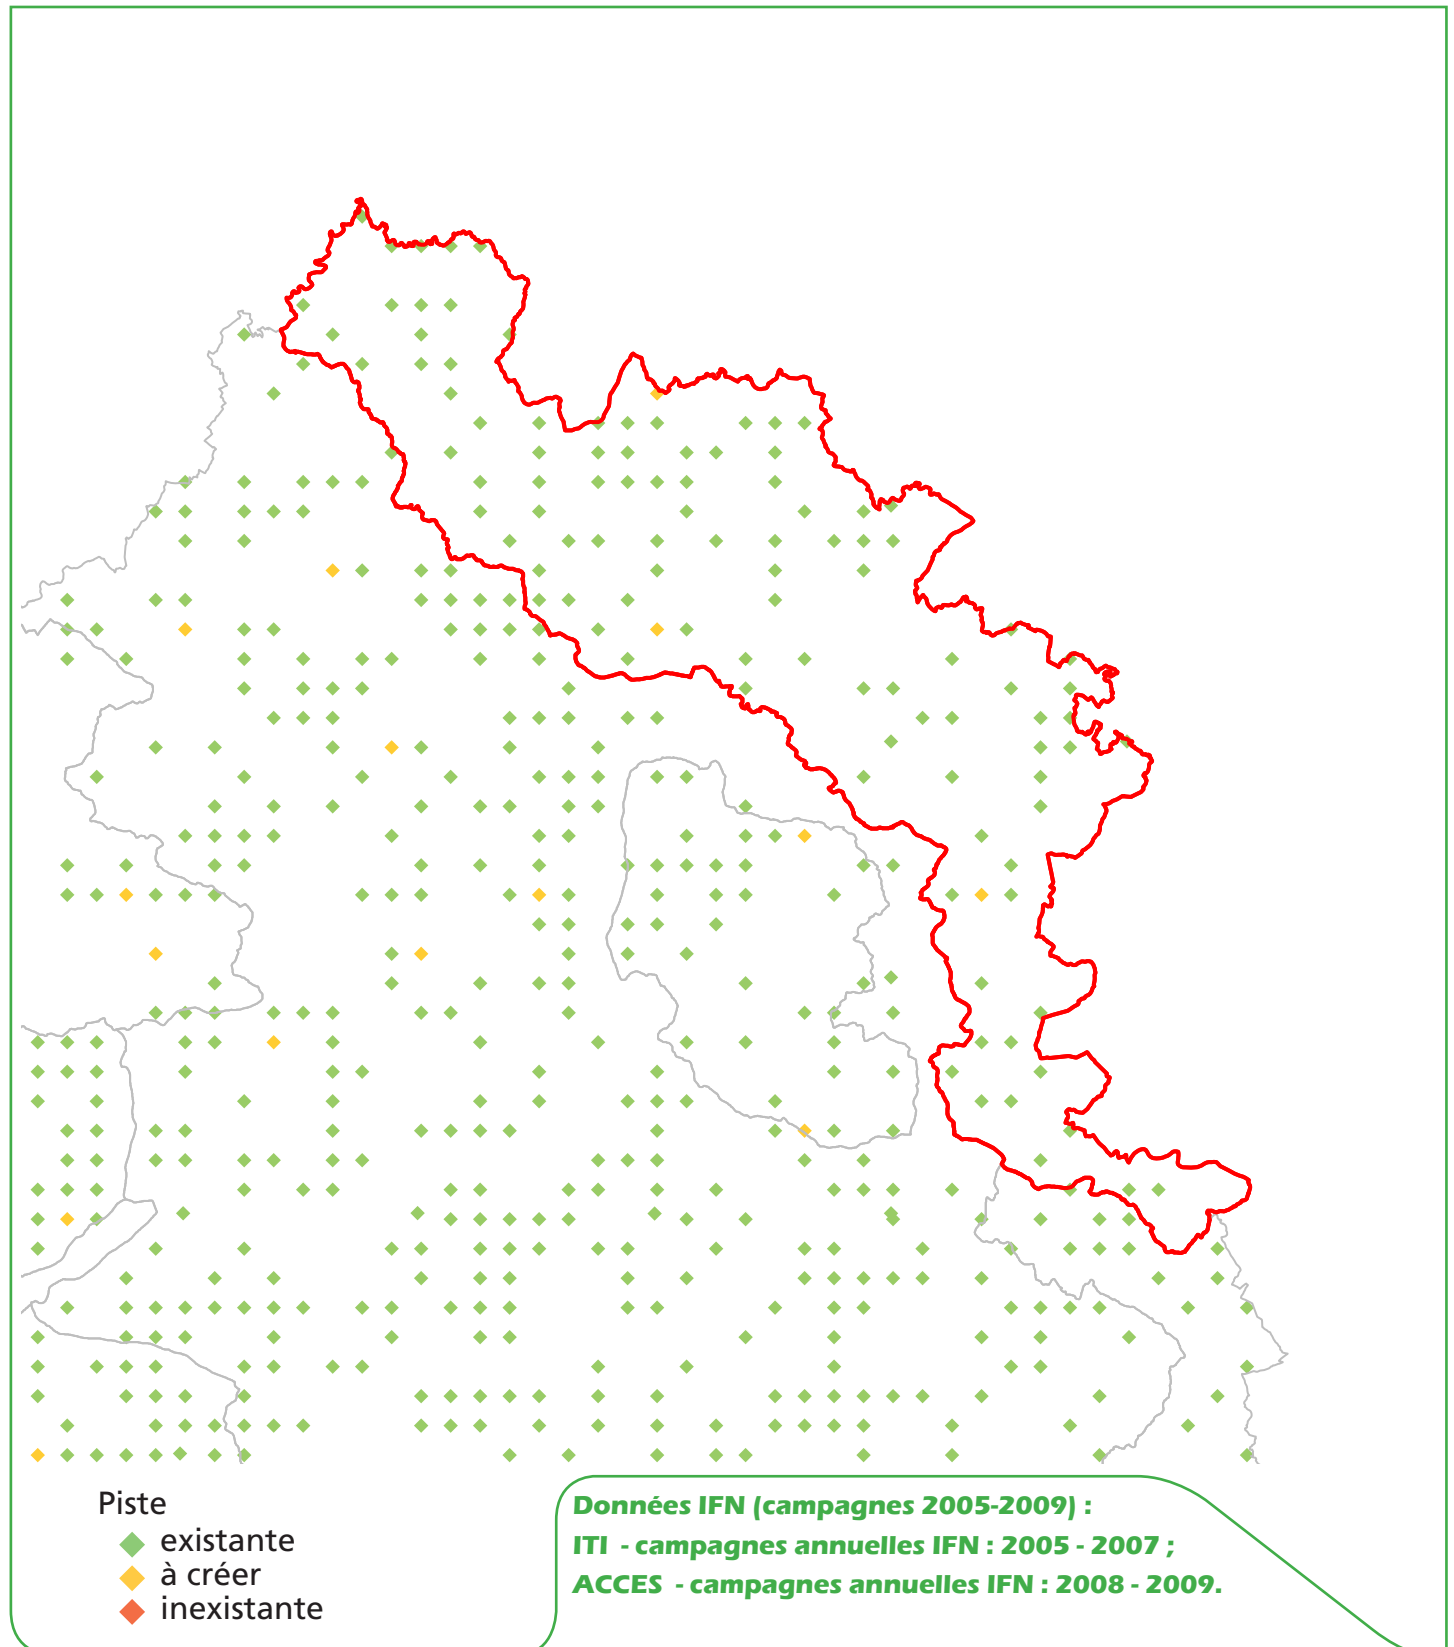 Piste
existante
à créer
inexistante
Données IFN (campagnes 2005-2009) :
ITI - campagnes annuelles IFN : 2005 - 2007 ;
ACCES - campagnes annuelles IFN : 2008 - 2009.